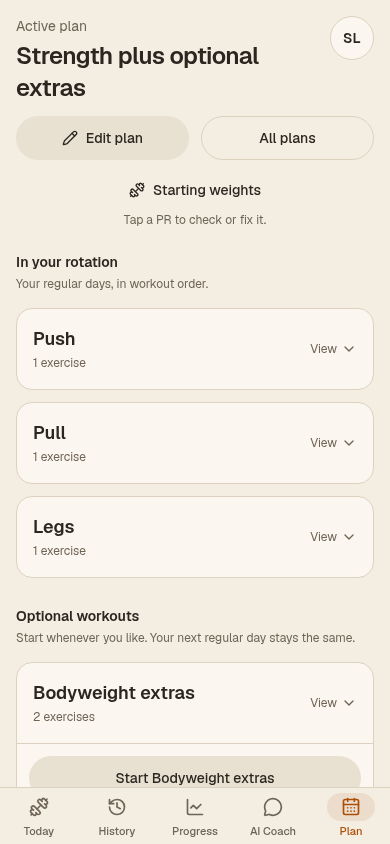 Active plan
Strength plus optional
extras
SL
Edit plan
All plans
Starting weights
Tap a PR to check or fix it.
In your rotation
Your regular days, in workout order.
Push
1 exercise
View
Pull
1 exercise
View
Legs
1 exercise
View
Optional workouts
Start whenever you like. Your next regular day stays the same.
Bodyweight extras
2 exercises
View
Start Bodyweight extras
Today
History
Progress
AI Coach
Plan